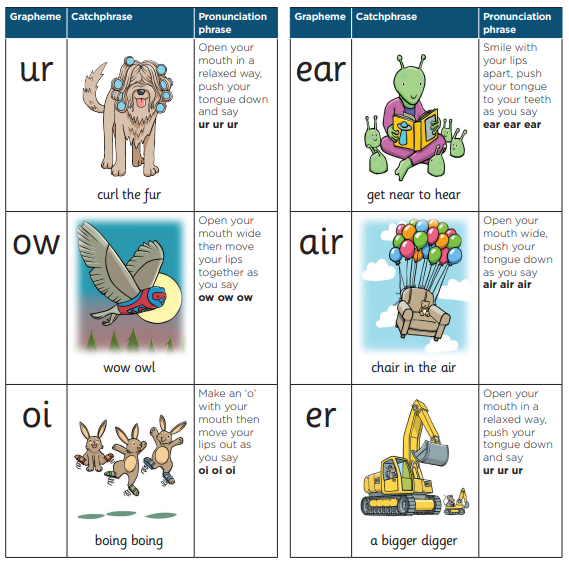 Grapheme Catchphrase Pronunciation
phrase
ur
Open your
mouth in a
relaxed way,
push your
tongue down
and say
ur ur ur
curl the fur
ow
Open your
mouth wide
then move
your lips
together as
you say
ow ow ow
wow owl
oi
Make an ‘o’
with your
mouth then
move your
lips out as
you say
oi oi oi
boing boing
Grapheme Catchphrase Pronunciation
phrase
ear
Smile with
your lips
apart, push
your tongue
to your teeth
as you say
ear ear ear
get near to hear
air
Open your
mouth wide,
push your
tongue down
as you say
air air air
chair in the air
er
Open your
mouth in a
relaxed way,
push your
tongue down
and say
ur ur ur
a bigger digger